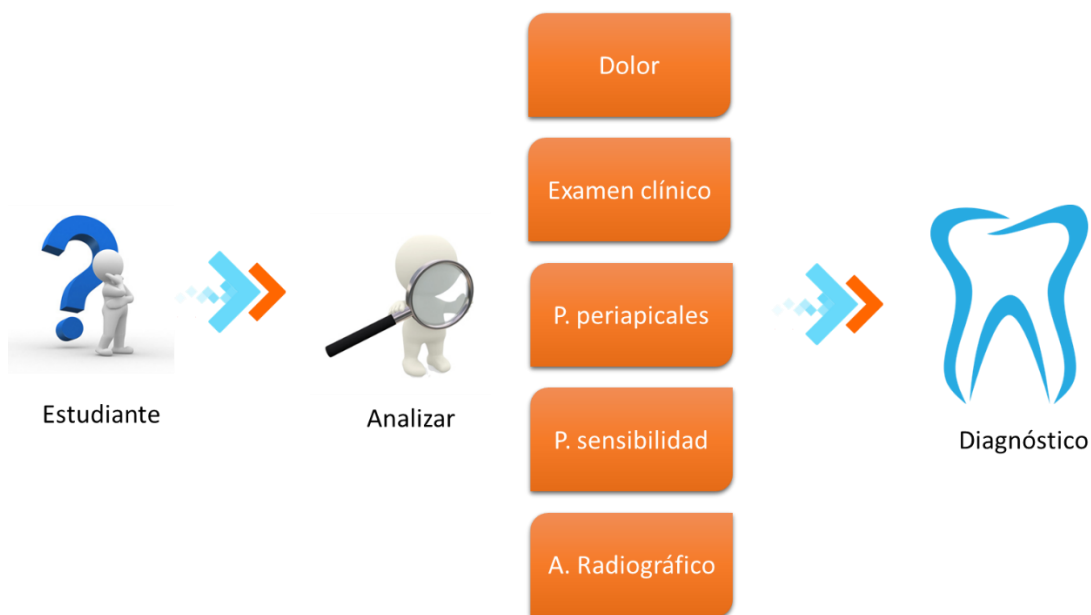 Estudiante
Analizar
Dolor
Examen clínico
P. periapicales
P. sensibilidad
A. Radiográfico
Diagnóstico